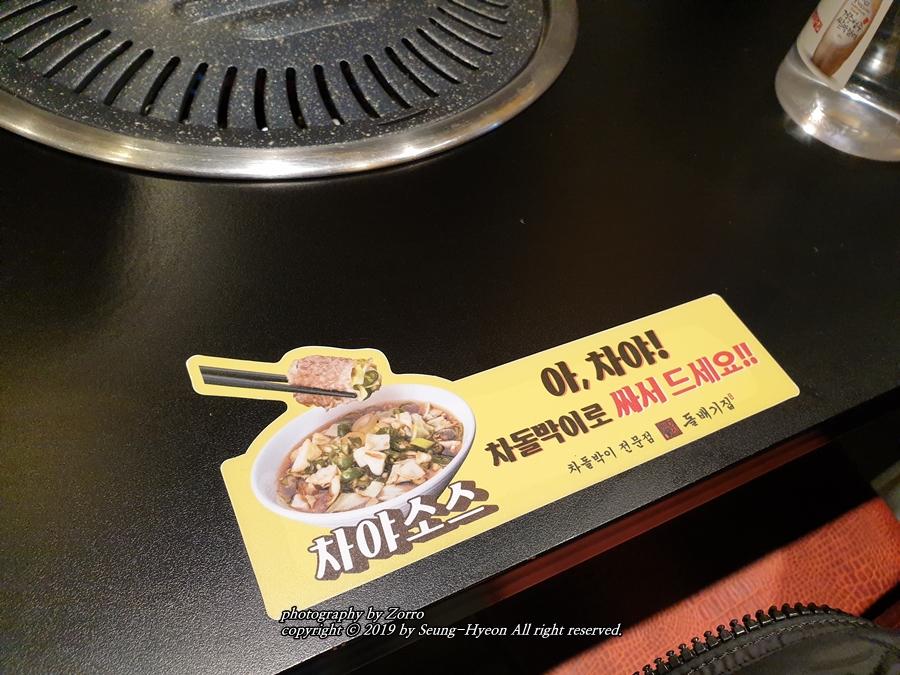 아, 차야!
차돌박이로 싸서 드세요!!
차돌박이 전문점 돌배기집
차야소스
photography by Zorro
copyright © 2019 by Seung-Hyeon All right reserved.